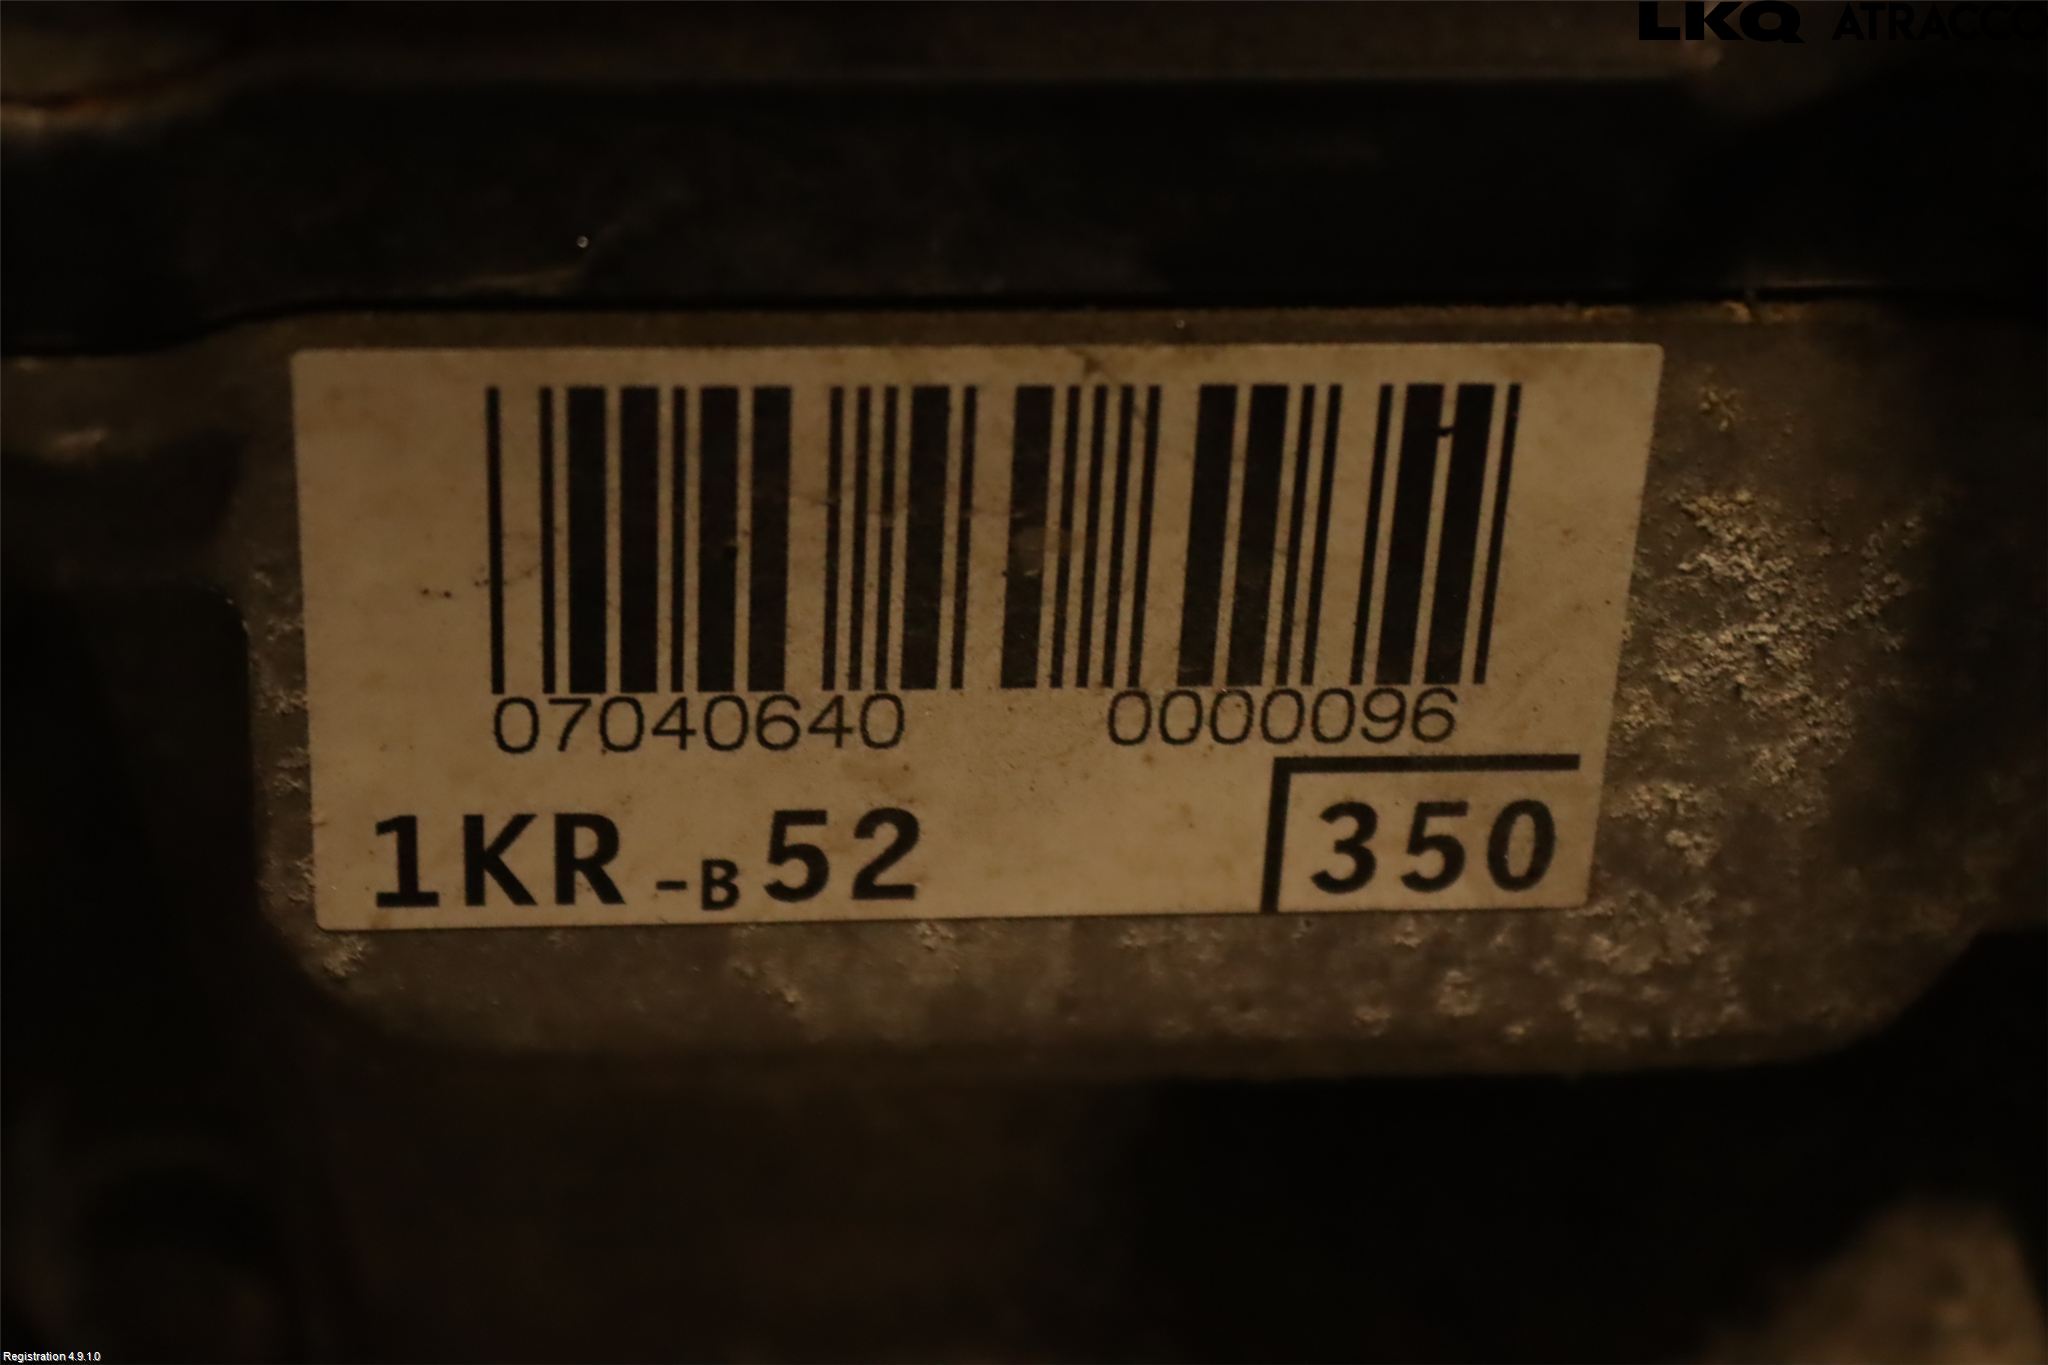 LKQ ATRACCO
07040640 0000096
1KR-B52 350
Registration 4.9.1.0